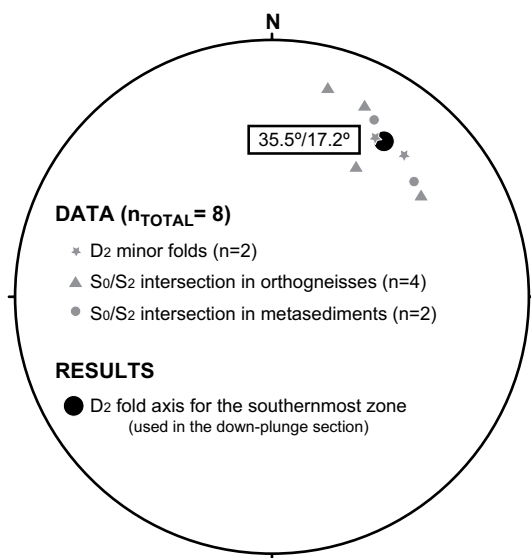 N
35.5º/17.2º
DATA (nTOTAL= 8)
D2 minor folds (n=2)
S0/S2 intersection in orthogneisses (n=4)
S0/S2 intersection in metasediments (n=2)
RESULTS
D2 fold axis for the southernmost zone
(used in the down-plunge section)